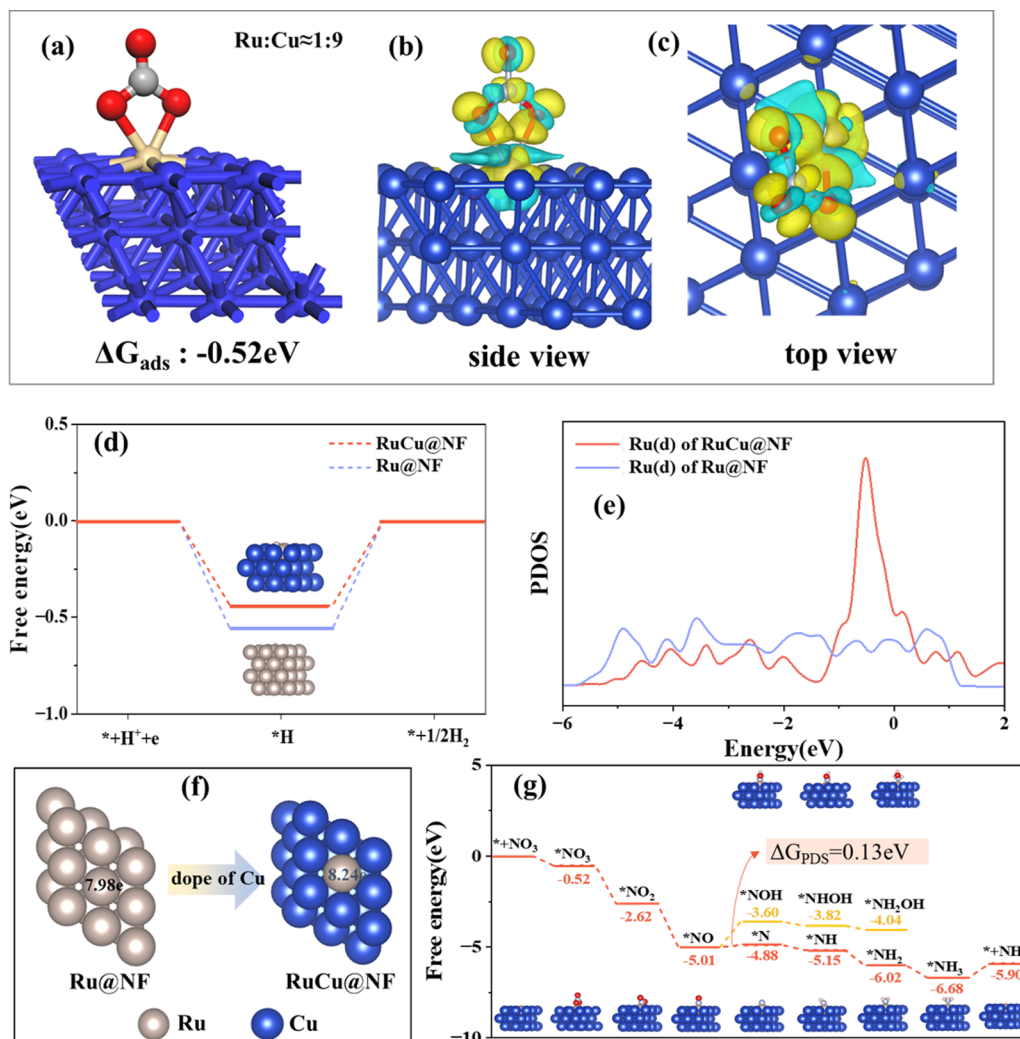 (a)
Ru:Cu≈1:9
(b)
(c)
ΔGads : -0.52eV
side view
top view
(d)
0.5
0.0
−0.5
−1.0
Free energy(eV)
RuCu@NF
Ru@NF
*+H⁺+e
*H
*+1/2H₂
(e)
Ru(d) of RuCu@NF
Ru(d) of Ru@NF
PDOS
-6
-4
-2
0
2
Energy(eV)
(f)
7.98e
dope of Cu
8.24
Ru@NF
RuCu@NF
Ru
Cu
(g)
Free energy(eV)
5
0
−5
−10
ΔGPDS=0.13eV
*+NO₃
*NO₃
-0.52
*NO₂
-2.62
*NO
-5.01
*NOH
-3.60
*NHOH
-3.82
*NH₂OH
-4.04
*N
-4.88
*NH
-5.15
*NH₂
-6.02
*NH₃
-6.68
*+NH
-5.90